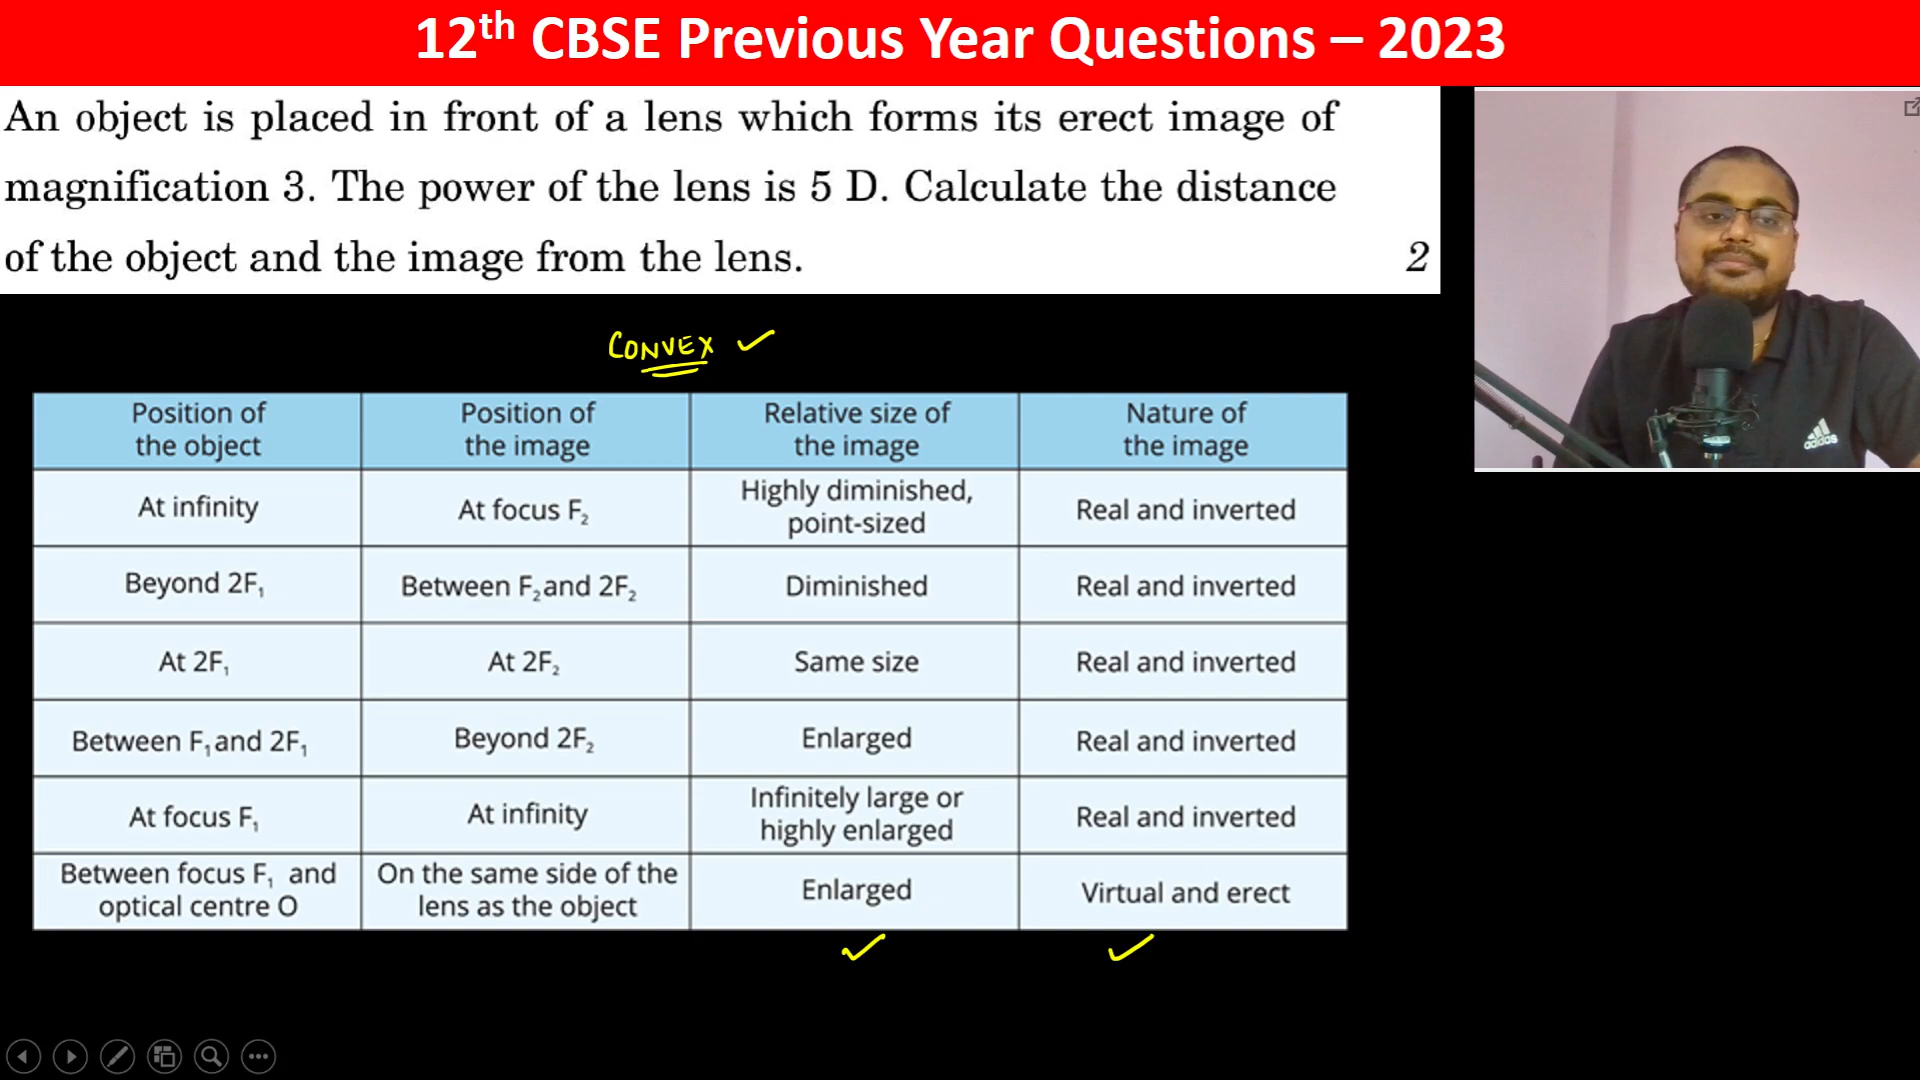 12th CBSE Previous Year Questions – 2023
An object is placed in front of a lens which forms its erect image of
magnification 3. The power of the lens is 5 D. Calculate the distance
of the object and the image from the lens. 2
CONVEX ✓
Position of
the object
Position of
the image
Relative size of
the image
Nature of
the image
At infinity
At focus F₂
Highly diminished,
point-sized
Real and inverted
Beyond 2F₁
Between F₂and 2F₂
Diminished
Real and inverted
At 2F₁
At 2F₂
Same size
Real and inverted
Between F₁and 2F₁
Beyond 2F₂
Enlarged
Real and inverted
At focus F₁
At infinity
Infinitely large or
highly enlarged
Real and inverted
Between focus F₁ and
optical centre O
On the same side of the
lens as the object
Enlarged
Virtual and erect
✓ ✓
adidas